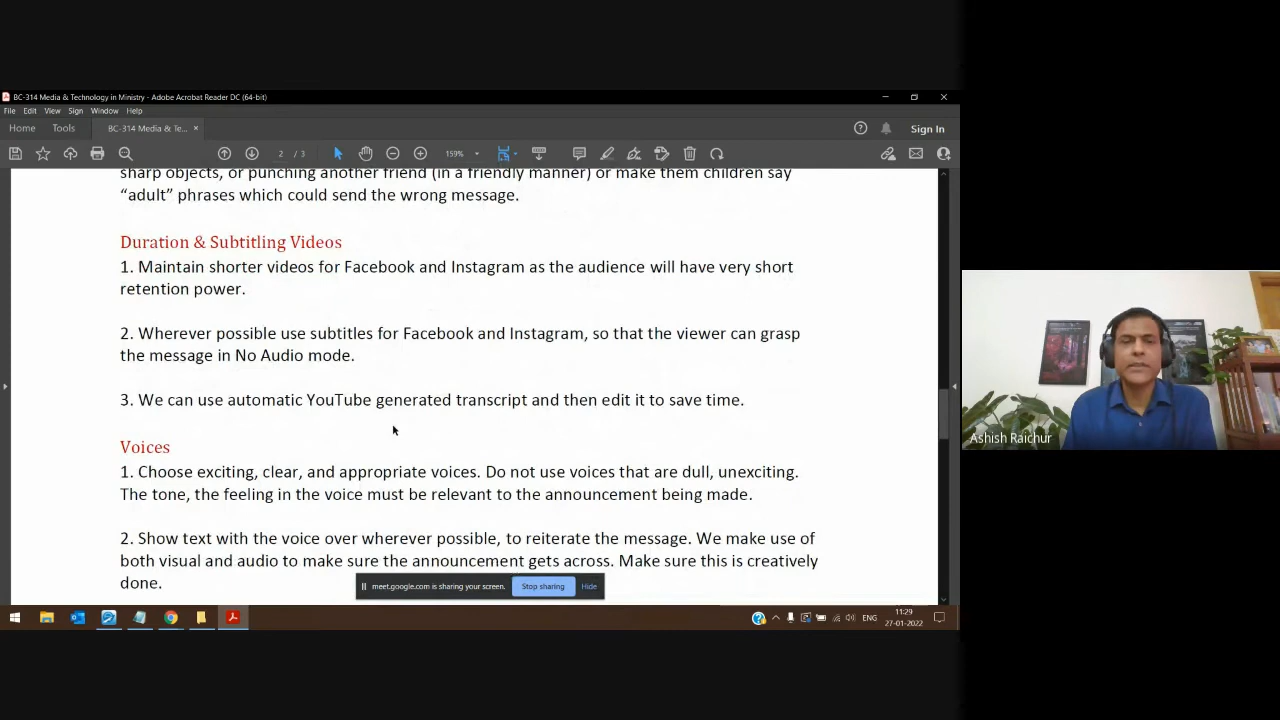 BC-314 Media & Technology in Ministry - Adobe Acrobat Reader DC (64-bit)
File Edit View Sign Window Help
Home Tools BC-314 Media & Te... × Sign In
2 / 3 159%
sharp objects, or punching another friend (in a friendly manner) or make them children say
“adult” phrases which could send the wrong message.
Duration & Subtitling Videos
1. Maintain shorter videos for Facebook and Instagram as the audience will have very short
retention power.
2. Wherever possible use subtitles for Facebook and Instagram, so that the viewer can grasp
the message in No Audio mode.
3. We can use automatic YouTube generated transcript and then edit it to save time.
Voices
1. Choose exciting, clear, and appropriate voices. Do not use voices that are dull, unexciting.
The tone, the feeling in the voice must be relevant to the announcement being made.
2. Show text with the voice over wherever possible, to reiterate the message. We make use of
both visual and audio to make sure the announcement gets across. Make sure this is creatively
done.
meet.google.com is sharing your screen. Stop sharing Hide
ENG 11:29
27-01-2022
Ashish Raichur